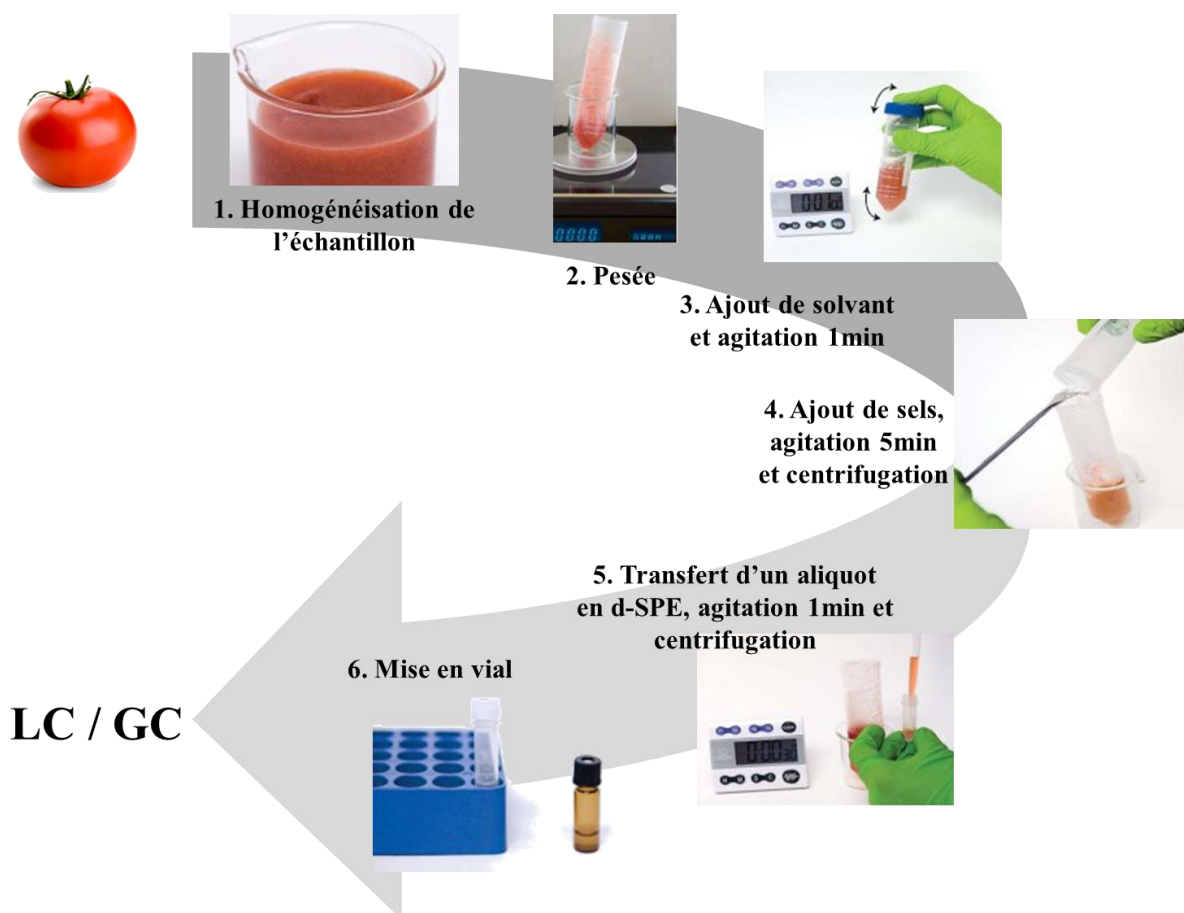 1. Homogénéisation de
l'échantillon
2. Pesée
3. Ajout de solvant
et agitation 1min
4. Ajout de sels,
agitation 5min
et centrifugation
5. Transfert d'un aliquot
en d-SPE, agitation 1min et
centrifugation
6. Mise en vial
LC / GC